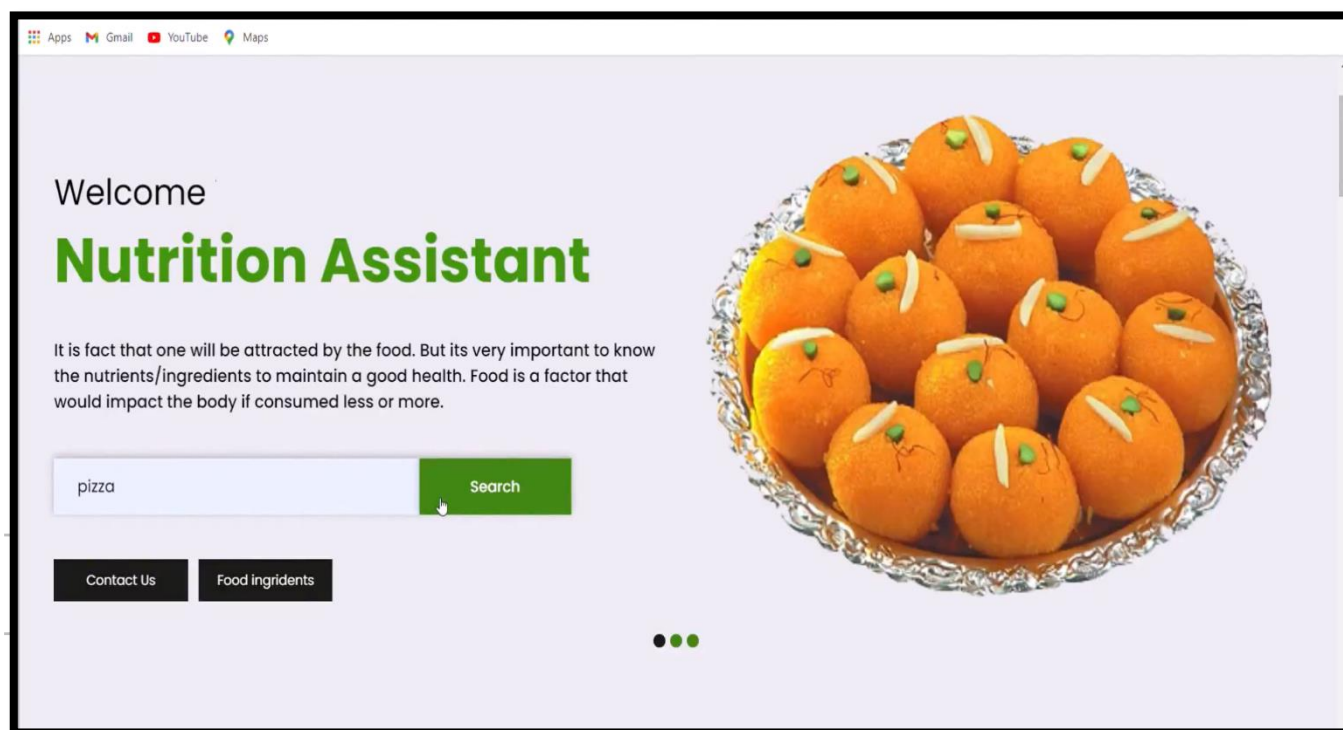 Apps Gmail YouTube Maps
Welcome
Nutrition Assistant
It is fact that one will be attracted by the food. But its very important to know
the nutrients/ingredients to maintain a good health. Food is a factor that
would impact the body if consumed less or more.
pizza Search
Contact Us Food ingridents